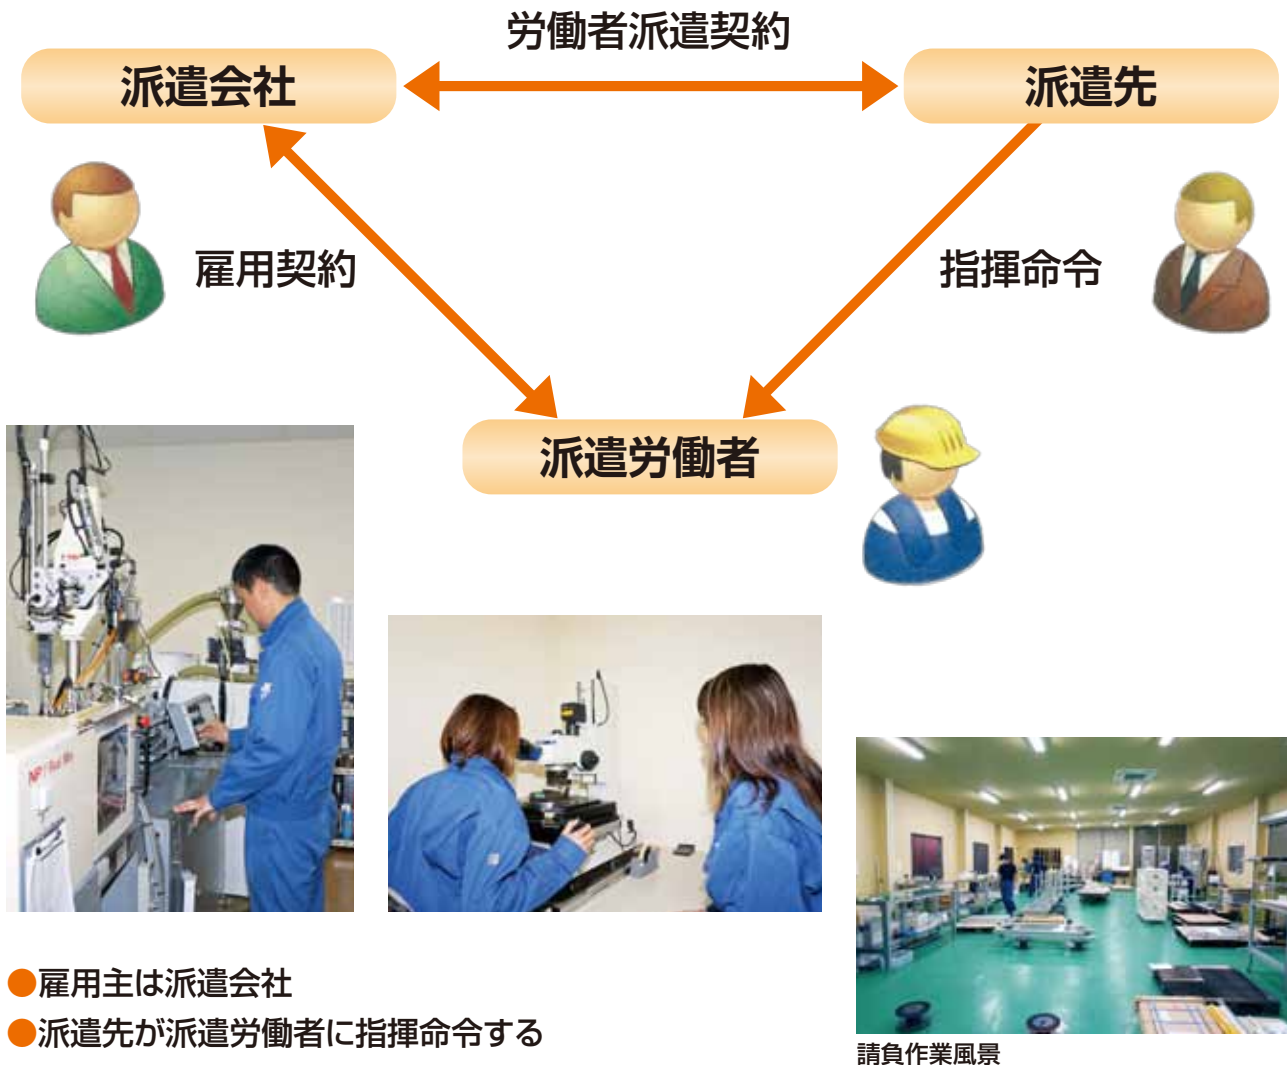 労働者派遣契約
派遣会社
派遣先
雇用契約
指揮命令
派遣労働者
●雇用主は派遣会社
●派遣先が派遣労働者に指揮命令する
請負作業風景